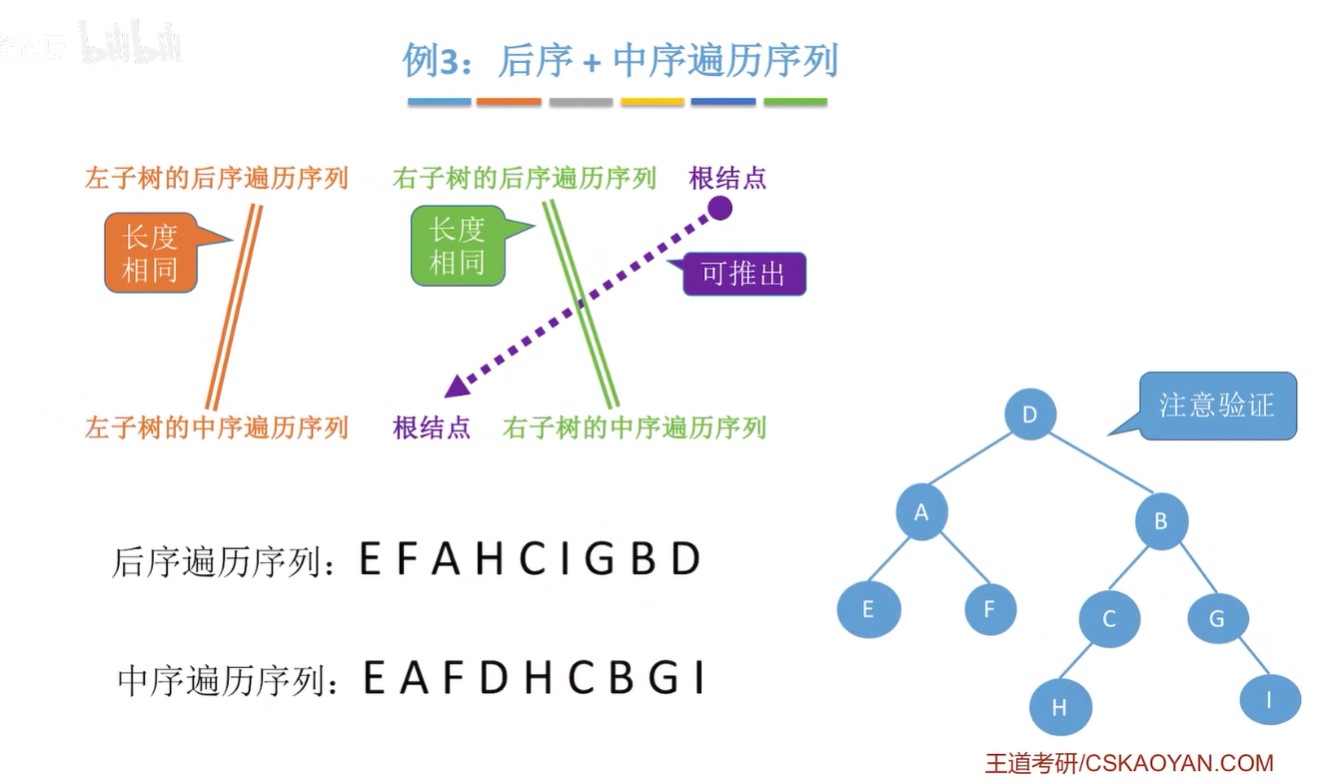 bilibili
例3：后序 + 中序遍历序列
左子树的后序遍历序列 右子树的后序遍历序列 根结点
长度
相同
长度
相同
可推出
左子树的中序遍历序列 根结点 右子树的中序遍历序列
后序遍历序列：E F A H C I G B D
中序遍历序列：E A F D H C B G I
注意验证
D
A
B
E
F
C
G
H
I
王道考研/CSKAOYAN.COM